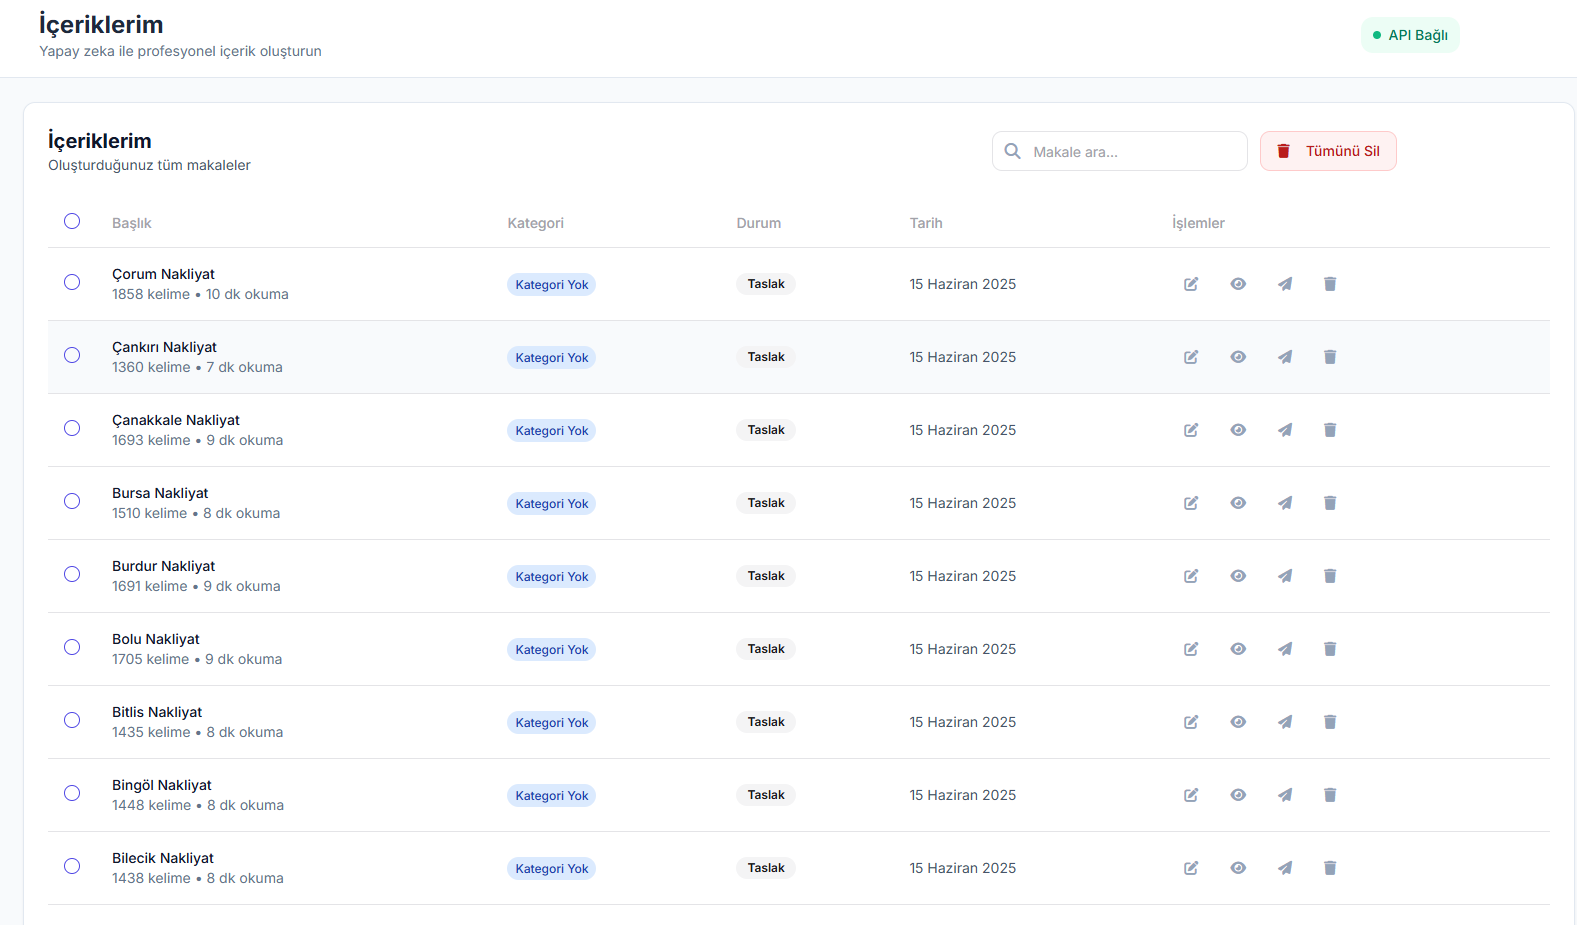 İçeriklerim
Yapay zeka ile profesyonel içerik oluşturun
API Bağlı
İçeriklerim
Oluşturduğunuz tüm makaleler
Makale ara...
Tümünü Sil
Başlık Kategori Durum Tarih İşlemler
Çorum Nakliyat
1858 kelime • 10 dk okuma
Kategori Yok Taslak 15 Haziran 2025
Çankırı Nakliyat
1360 kelime • 7 dk okuma
Kategori Yok Taslak 15 Haziran 2025
Çanakkale Nakliyat
1693 kelime • 9 dk okuma
Kategori Yok Taslak 15 Haziran 2025
Bursa Nakliyat
1510 kelime • 8 dk okuma
Kategori Yok Taslak 15 Haziran 2025
Burdur Nakliyat
1691 kelime • 9 dk okuma
Kategori Yok Taslak 15 Haziran 2025
Bolu Nakliyat
1705 kelime • 9 dk okuma
Kategori Yok Taslak 15 Haziran 2025
Bitlis Nakliyat
1435 kelime • 8 dk okuma
Kategori Yok Taslak 15 Haziran 2025
Bingöl Nakliyat
1448 kelime • 8 dk okuma
Kategori Yok Taslak 15 Haziran 2025
Bilecik Nakliyat
1438 kelime • 8 dk okuma
Kategori Yok Taslak 15 Haziran 2025